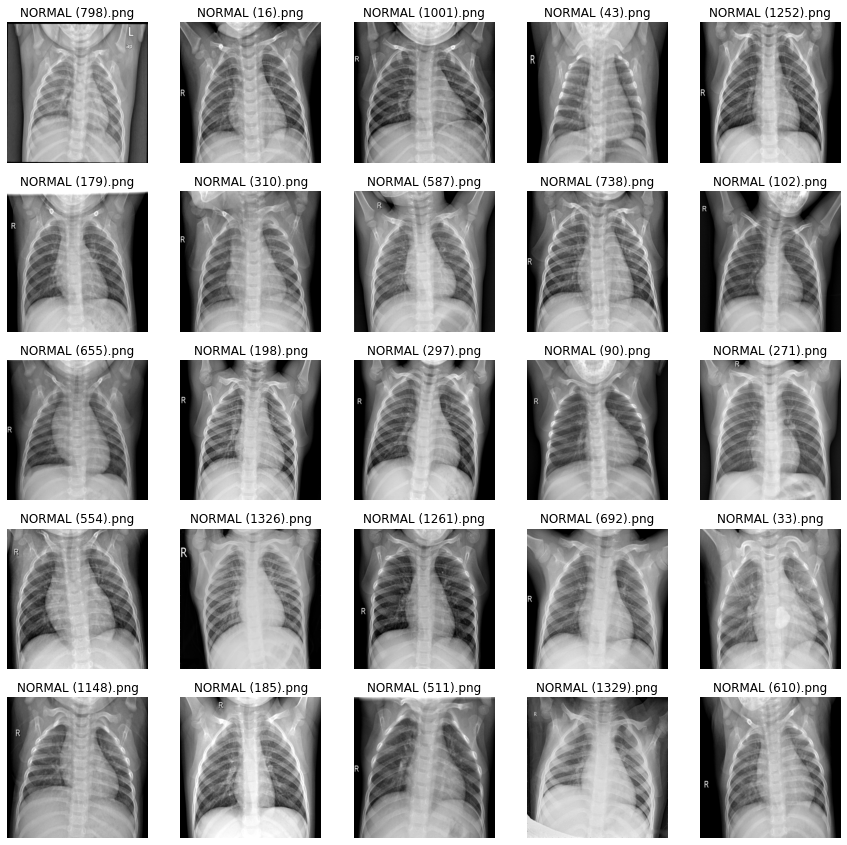 NORMAL (798).png NORMAL (16).png NORMAL (1001).png NORMAL (43).png NORMAL (1252).png
L
R
R
R
R
NORMAL (179).png NORMAL (310).png NORMAL (587).png NORMAL (738).png NORMAL (102).png
R
R
R
R
R
NORMAL (655).png NORMAL (198).png NORMAL (297).png NORMAL (90).png NORMAL (271).png
R
R
R
R
R
NORMAL (554).png NORMAL (1326).png NORMAL (1261).png NORMAL (692).png NORMAL (33).png
R
R
R
R
NORMAL (1148).png NORMAL (185).png NORMAL (511).png NORMAL (1329).png NORMAL (610).png
R
R
R
R
R